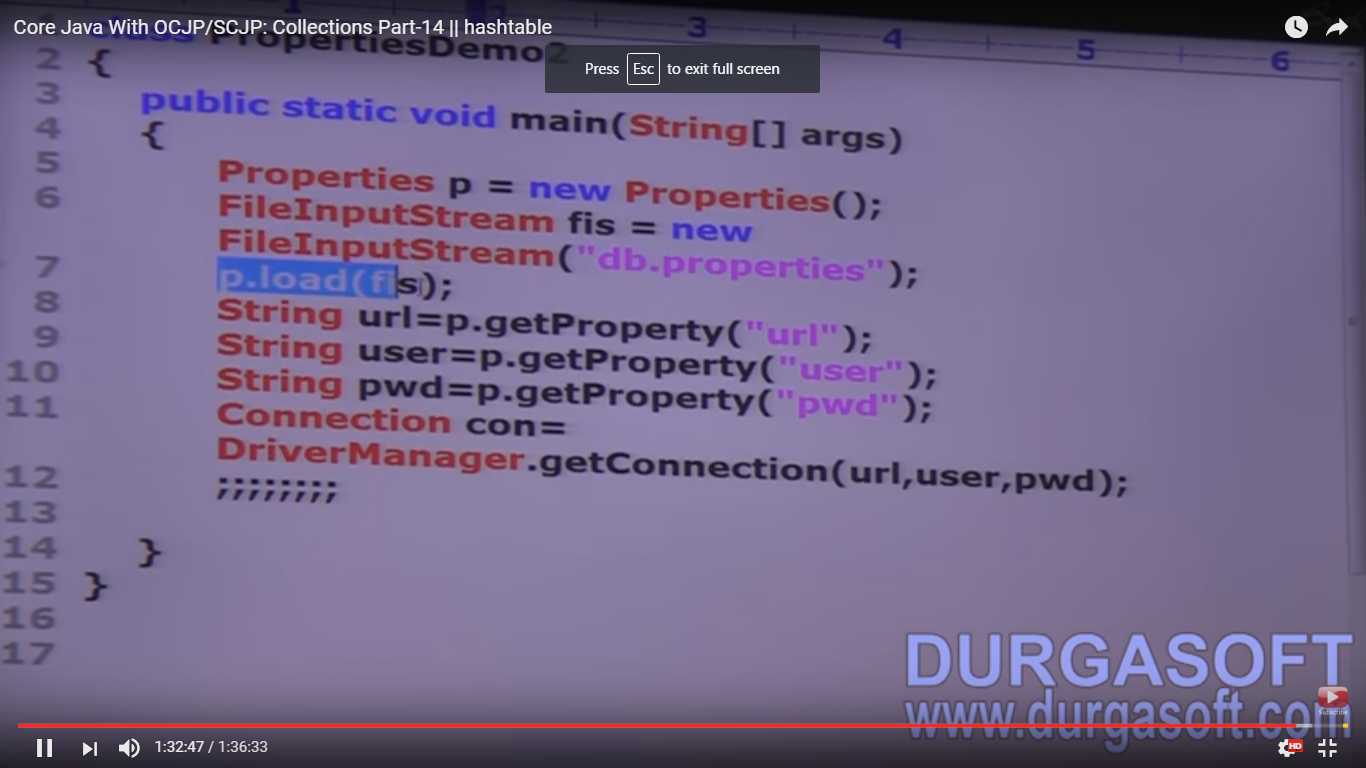 Core Java With OCJP/SCJP: Collections Part-14 || hashtable
3 4 5 6
Press Esc to exit full screen
class PropertiesDemo2
2 {
3 public static void main(String[] args)
4 {
5 Properties p = new Properties();
6 FileInputStream fis = new
FileInputStream("db.properties");
7 p.load(fis);
8 String url=p.getProperty("url");
9 String user=p.getProperty("user");
10 String pwd=p.getProperty("pwd");
11 Connection con=
DriverManager.getConnection(url,user,pwd);
12 ;;;;;;;;
13
14 }
15 }
16
17
DURGASOFT
www.durgasoft.com
Subscribe
1:32:47 / 1:36:33
HD